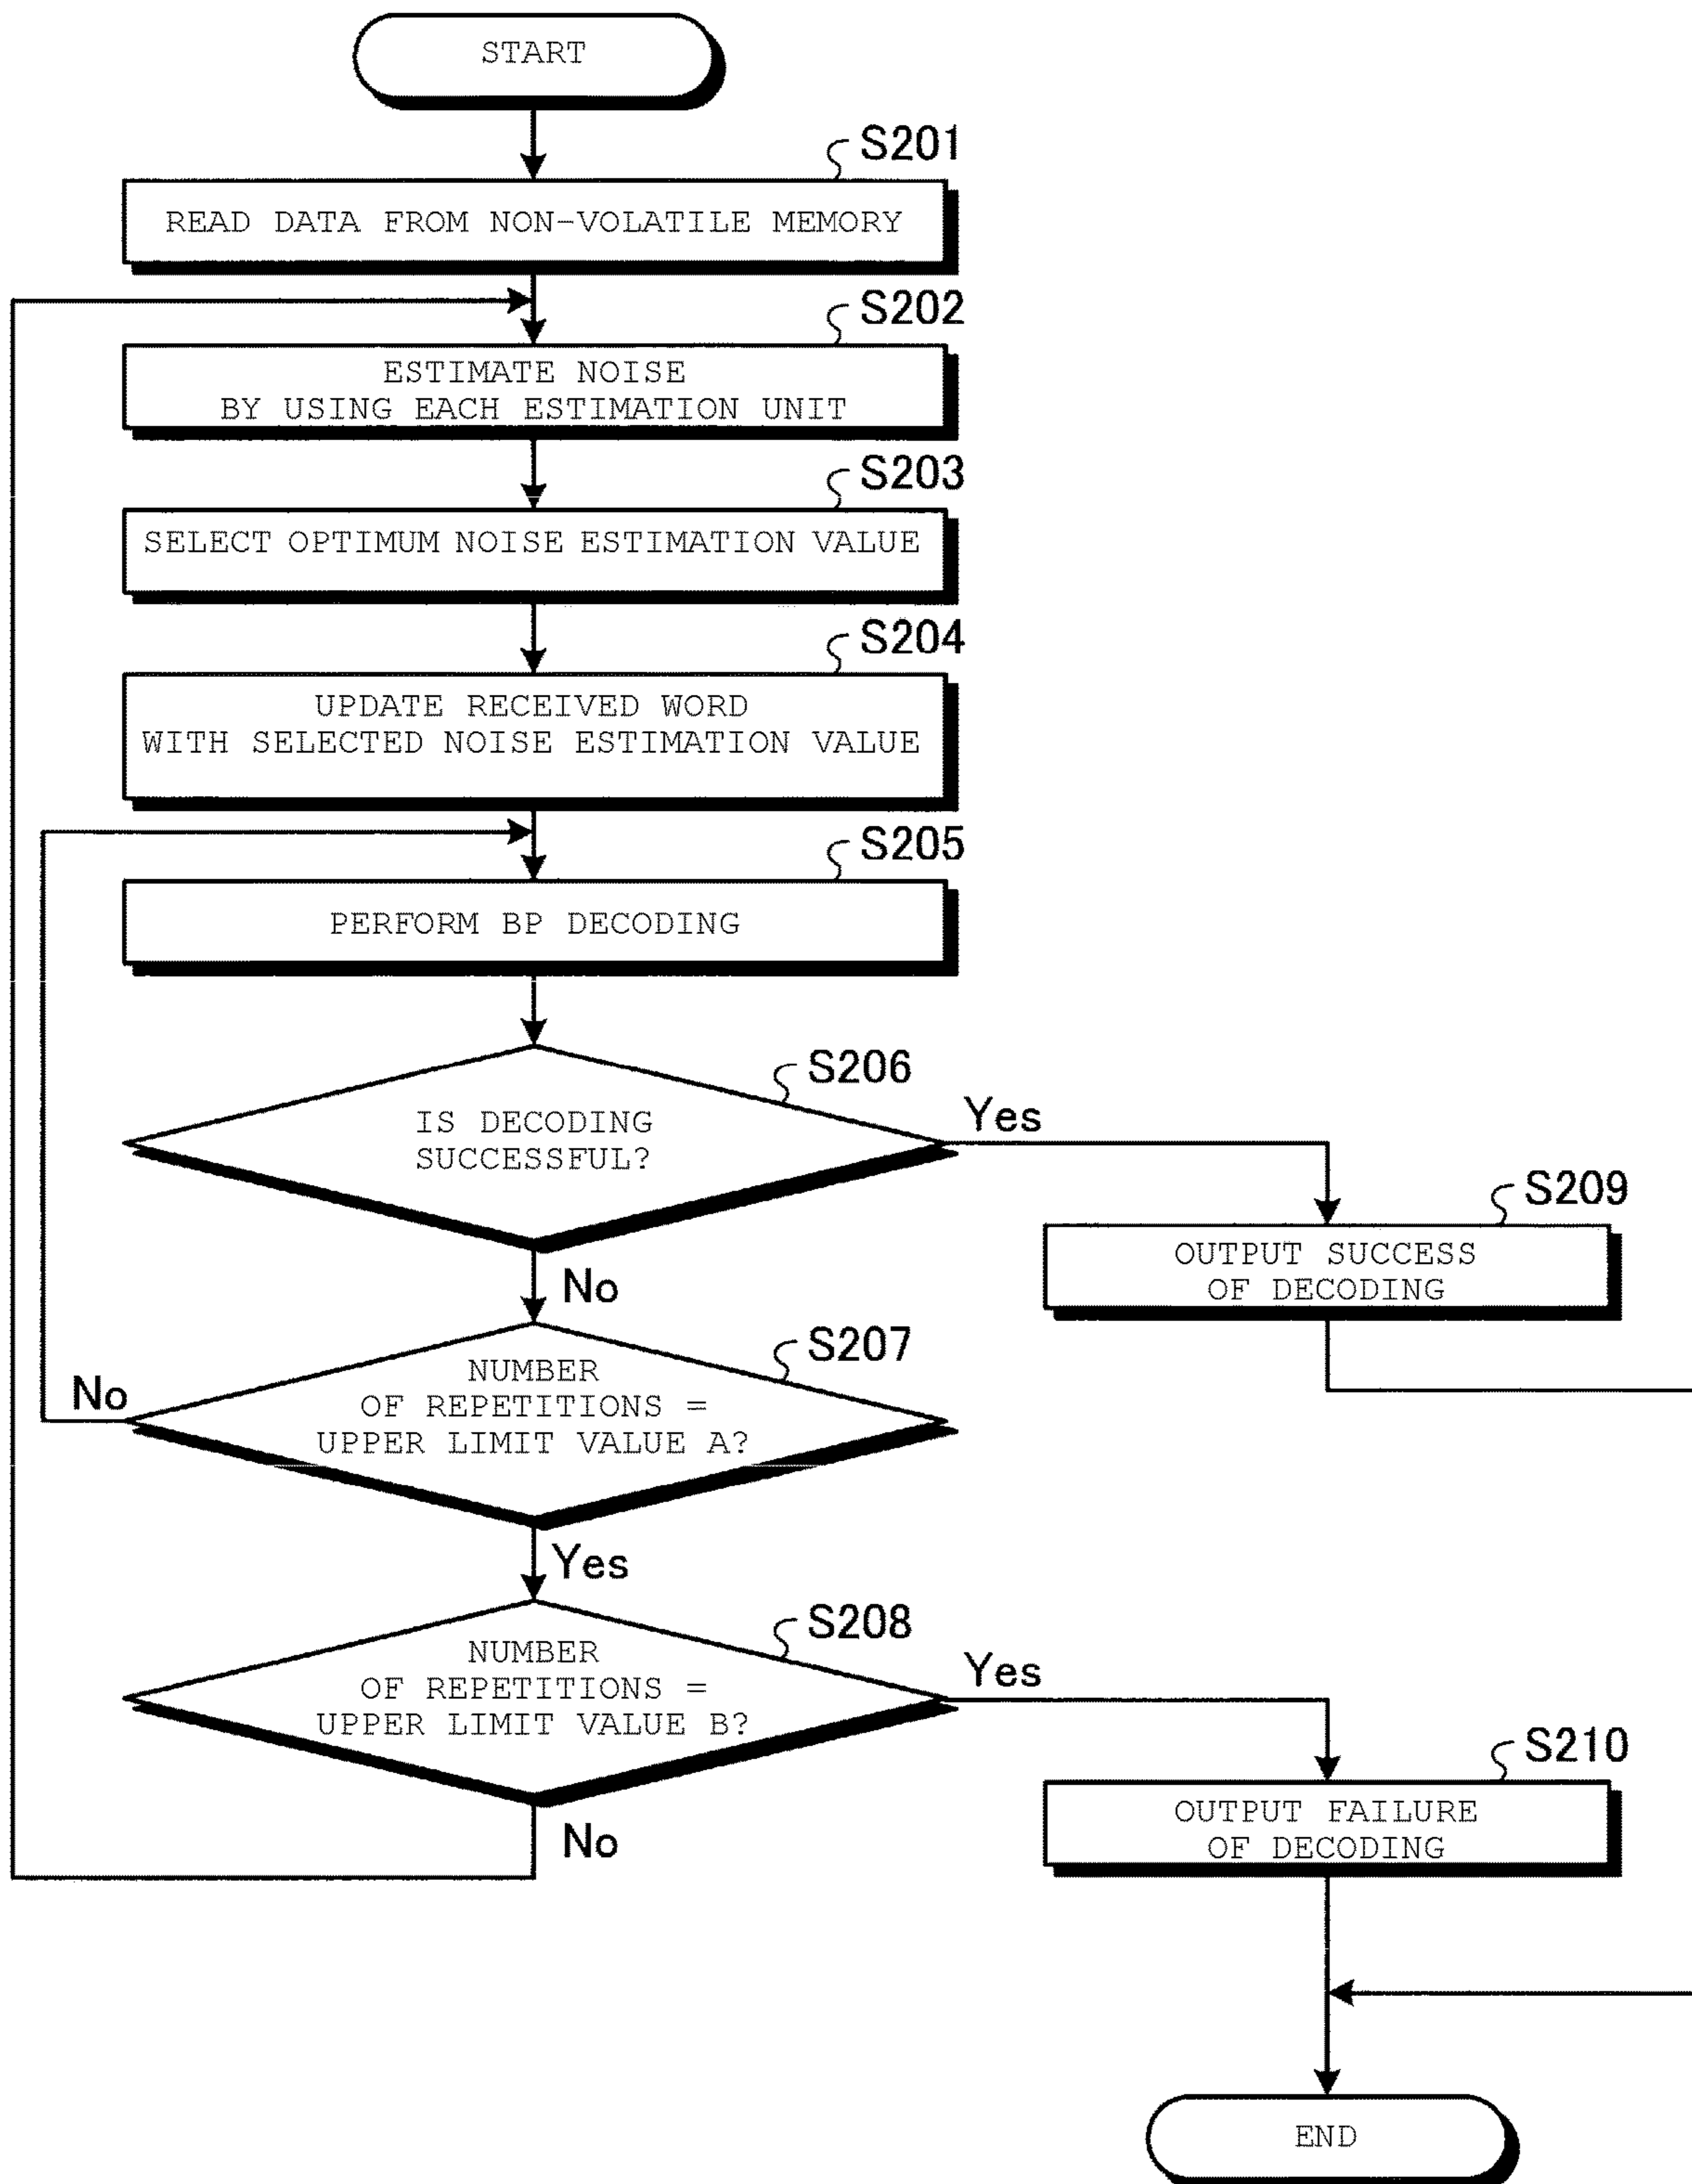 START
S201
READ DATA FROM NON-VOLATILE MEMORY
S202
ESTIMATE NOISE
BY USING EACH ESTIMATION UNIT
S203
SELECT OPTIMUM NOISE ESTIMATION VALUE
S204
UPDATE RECEIVED WORD
WITH SELECTED NOISE ESTIMATION VALUE
S205
PERFORM BP DECODING
S206
IS DECODING
SUCCESSFUL?
Yes
S209
OUTPUT SUCCESS
OF DECODING
No
S207
NUMBER
OF REPETITIONS =
UPPER LIMIT VALUE A?
No
Yes
S208
NUMBER
OF REPETITIONS =
UPPER LIMIT VALUE B?
Yes
S210
OUTPUT FAILURE
OF DECODING
No
END